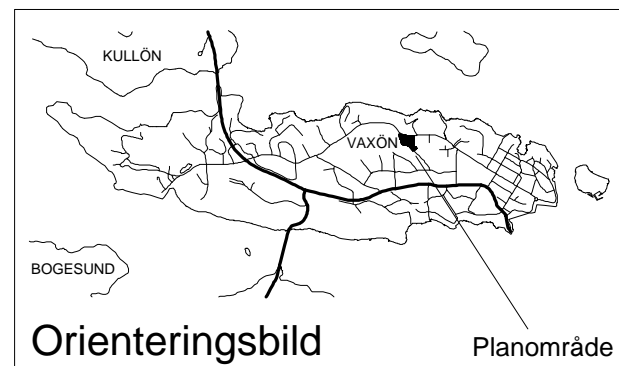 KULLÖN
VAXÖN
BOGESUND
Orienteringsbild
Planområde